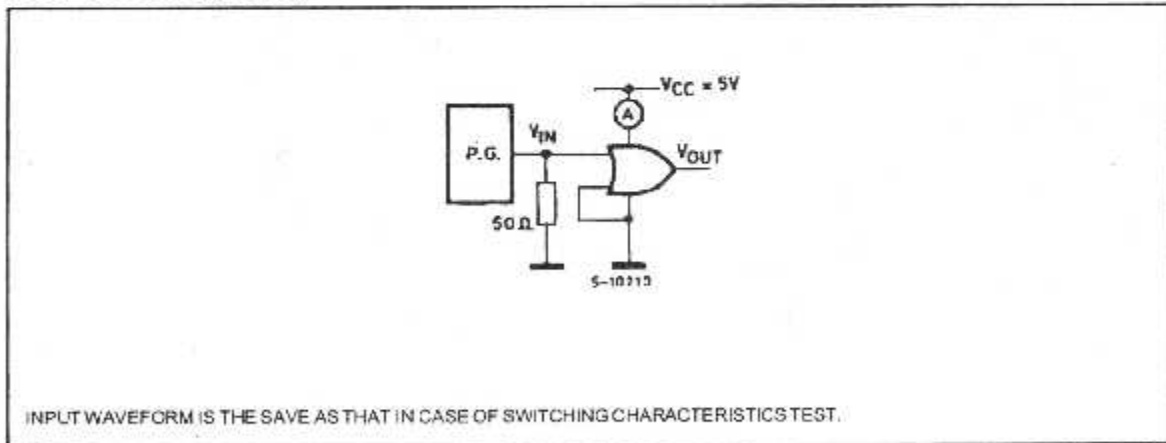 VCC = 5V
A
P.G.
VIN
VOUT
50Ω
S-10213
INPUT WAVEFORM IS THE SAVE AS THAT IN CASE OF SWITCHING CHARACTERISTICS TEST.